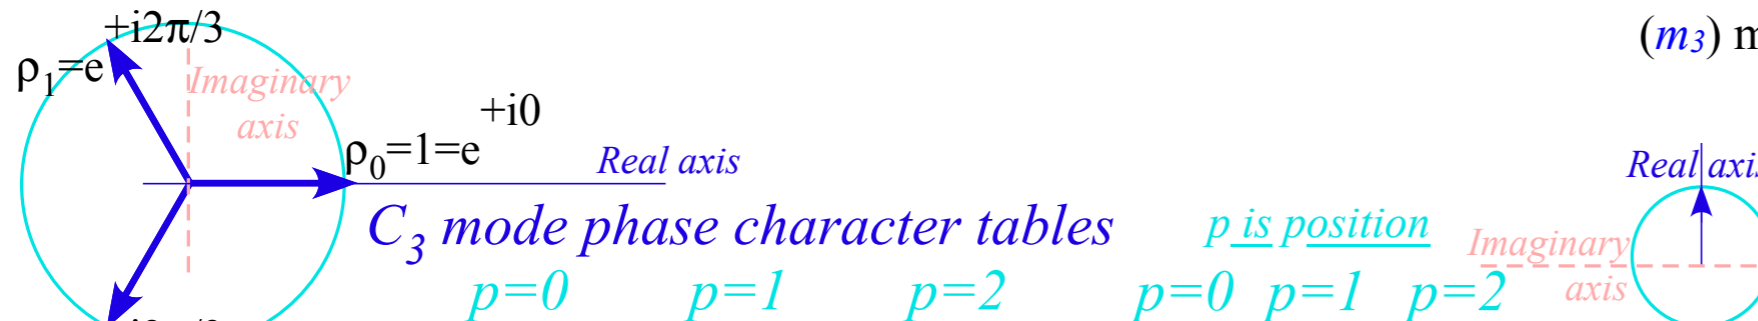 +i2π/3
ρ1=e
Imaginary
axis
+i0
ρ0=1=e
Real axis
C3 mode phase character tables
p is position
p=0 p=1 p=2 p=0 p=1 p=2
(m3)
Real axis
Imaginary
axis